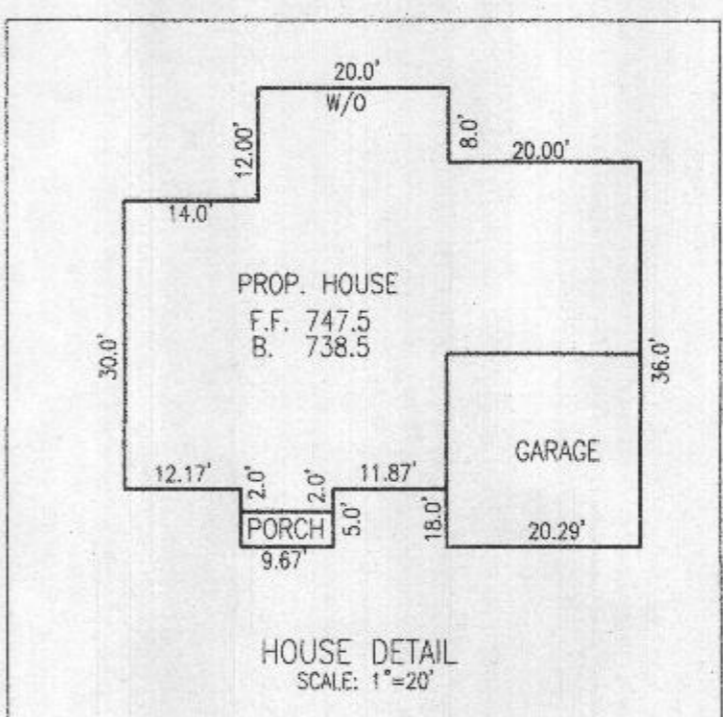 20.0'
W/O
12.00'
8.0'
20.00'
14.0'
PROP. HOUSE
F.F. 747.5
B. 738.5
30.0'
36.0'
GARAGE
12.17'
2.0'
2.0'
11.87'
5.0'
18.0'
PORCH
9.67'
20.29'
HOUSE DETAIL
SCALE: 1"=20'